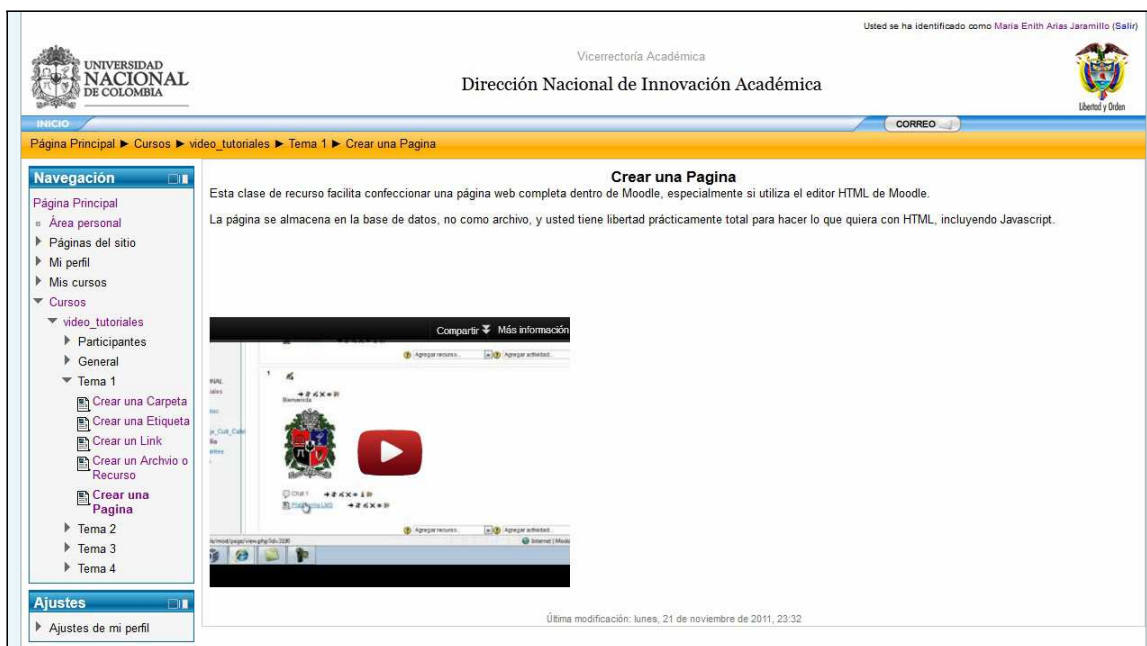 Usted se ha identificado como Maria Enith Arias Jaramillo (Salir)
UNIVERSIDAD
NACIONAL
DE COLOMBIA
Vicerrectoría Académica
Dirección Nacional de Innovación Académica
Libertad y Orden
INICIO
CORREO
Página Principal ► Cursos ► video_tutoriales ► Tema 1 ► Crear una Pagina
Navegación
Página Principal
Área personal
Páginas del sitio
Mi perfil
Mis cursos
Cursos
video_tutoriales
Participantes
General
Tema 1
Crear una Carpeta
Crear una Etiqueta
Crear un Link
Crear un Archvio o
Recurso
Crear una
Pagina
Tema 2
Tema 3
Tema 4
Ajustes
Ajustes de mi perfil
Crear una Pagina
Esta clase de recurso facilita confeccionar una página web completa dentro de Moodle, especialmente si utiliza el editor HTML de Moodle.
La página se almacena en la base de datos, no como archivo, y usted tiene libertad prácticamente total para hacer lo que quiera con HTML, incluyendo Javascript.
Compartir Más información
Agregar recurso... Agregar actividad...
1
Bienvenida
Chat 1
Agregar recurso... Agregar actividad...
Última modificación: lunes, 21 de noviembre de 2011, 23:32